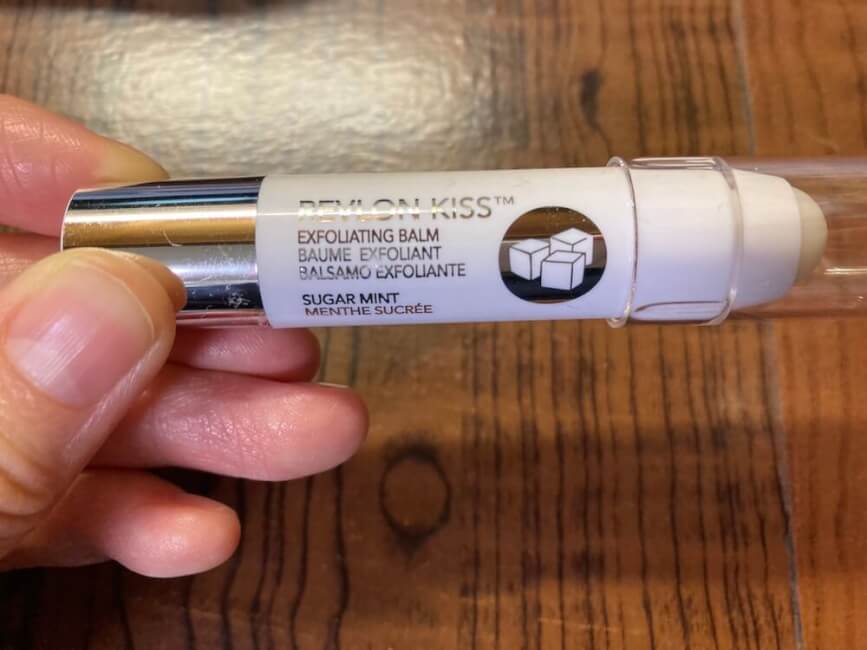 REVLON KISS™
EXFOLIATING BALM
BAUME EXFOLIANT
BALSAMO EXFOLIANTE
SUGAR MINT
MENTHE SUCRÉE